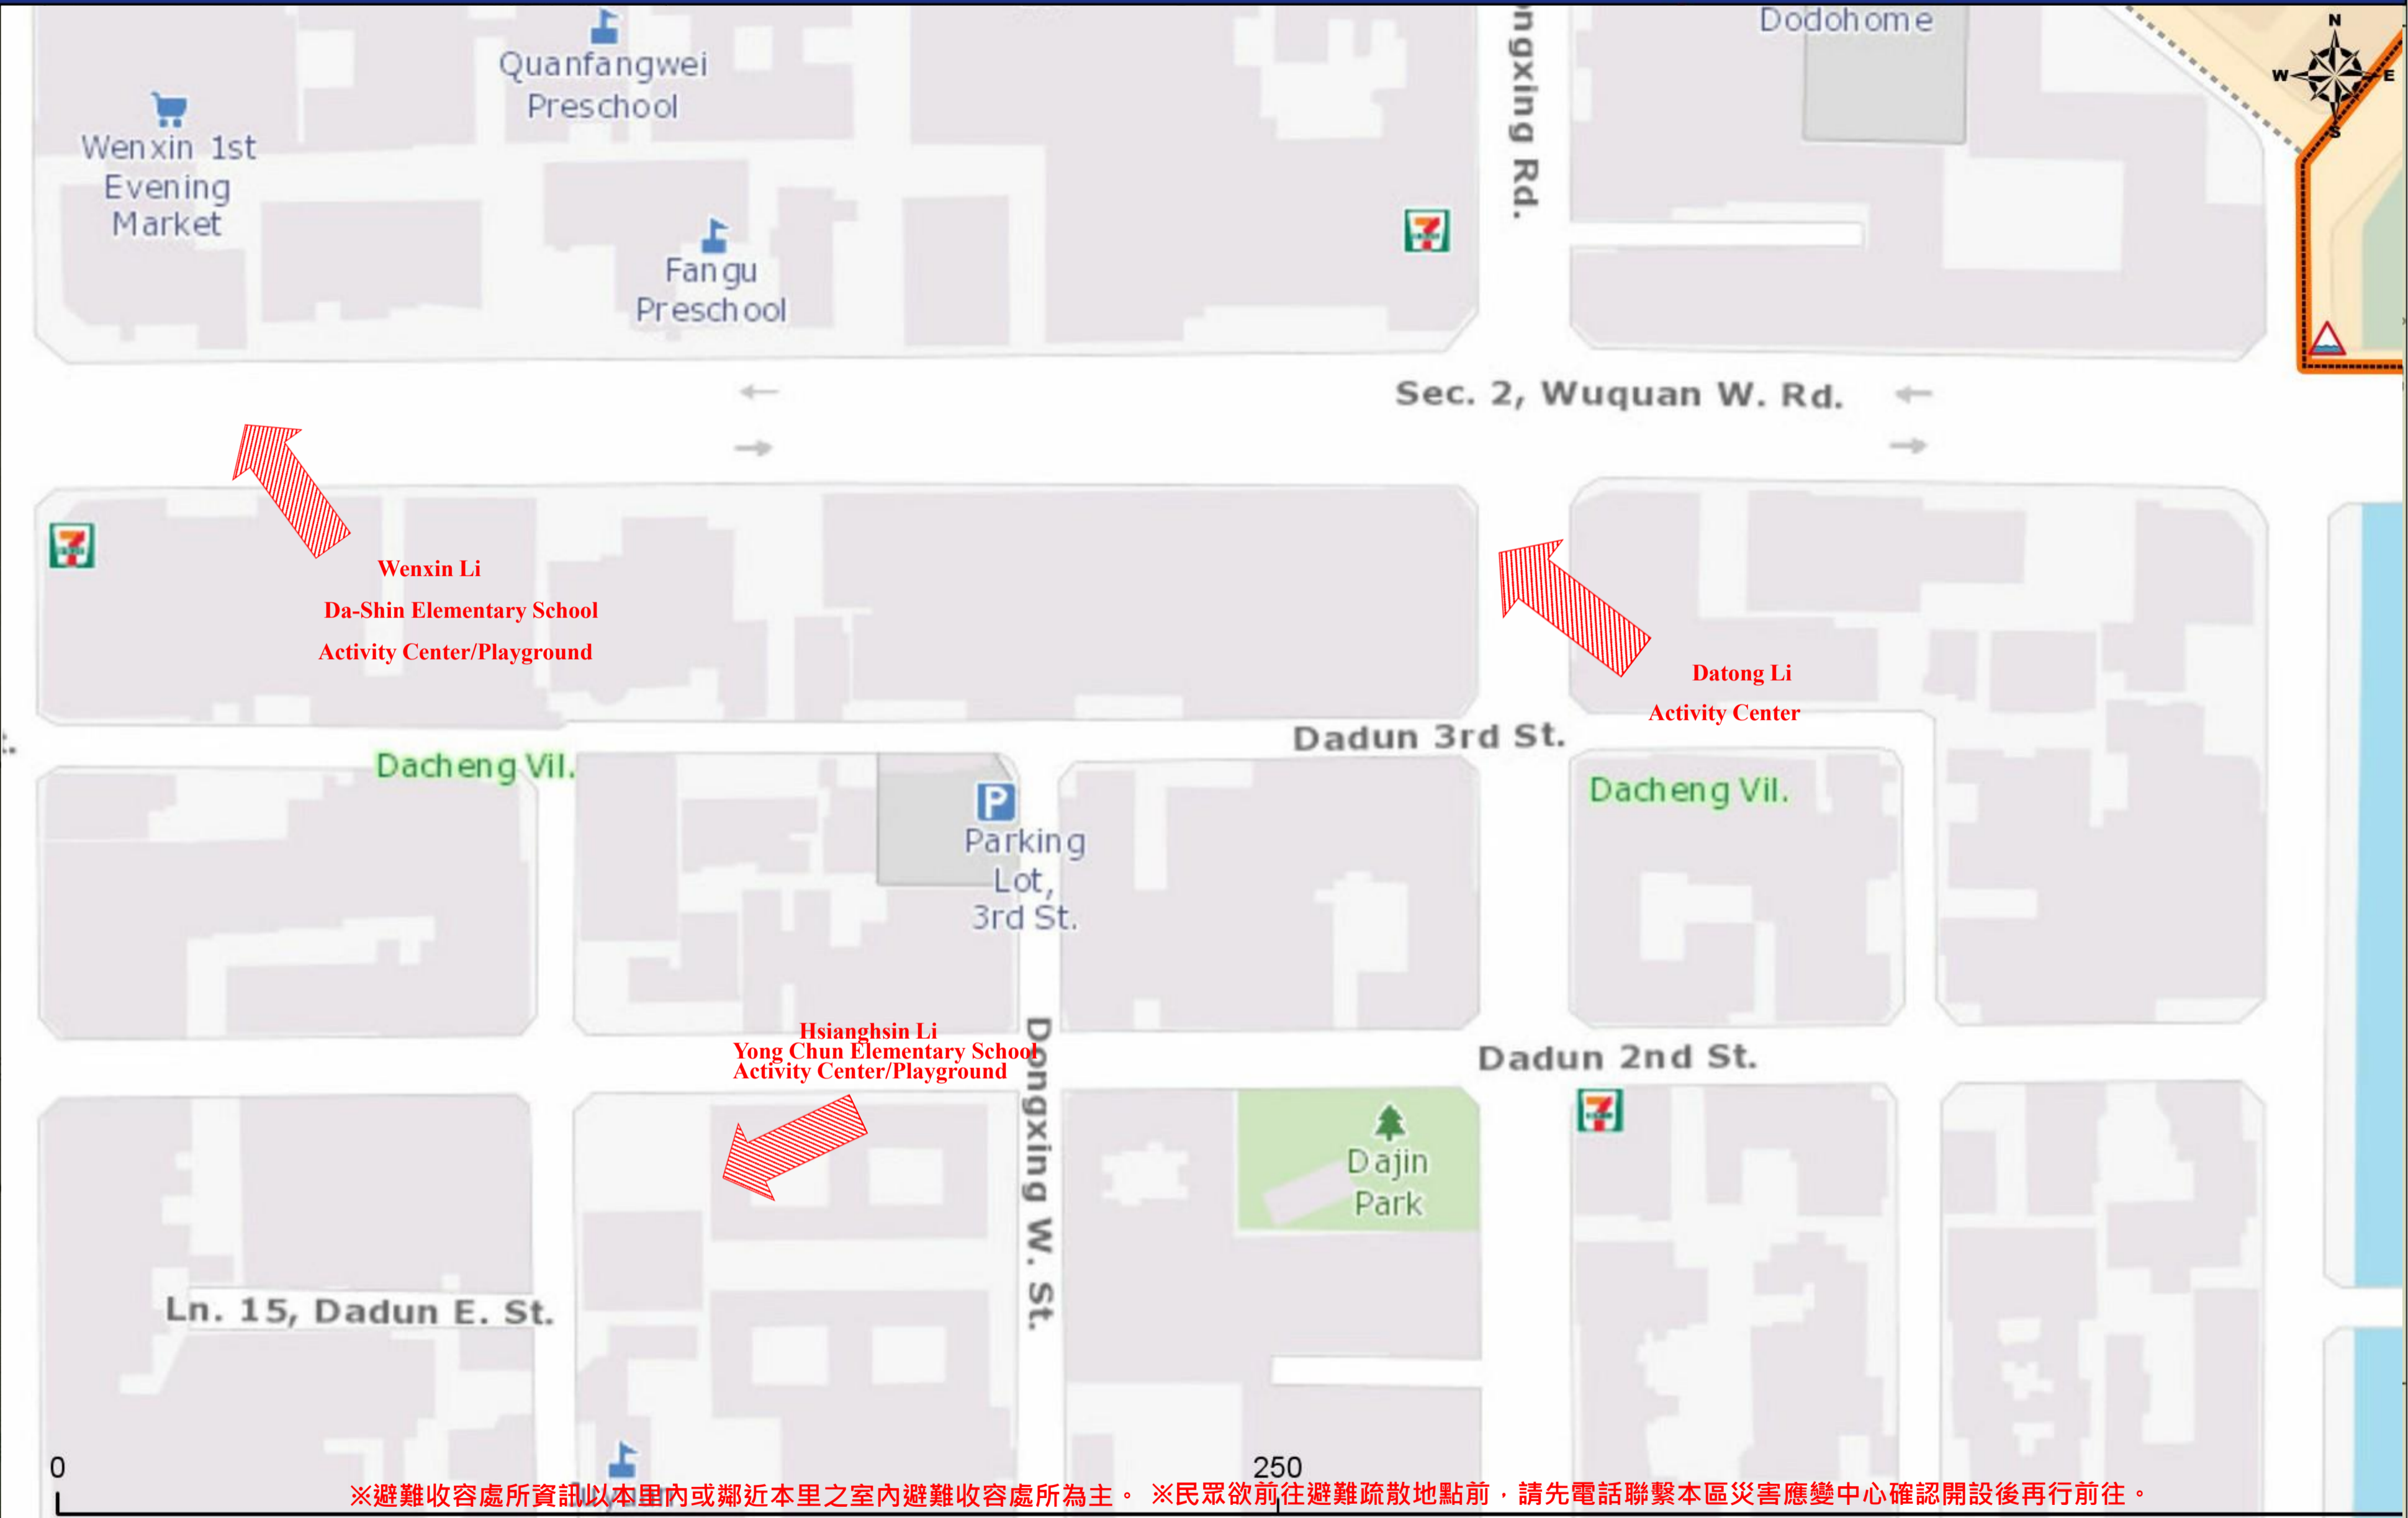 Quanfangwei
Preschool
Wenxin 1st
Evening
Market
Fangu
Preschool
ngxing Rd.
Dodohome
N
W
E
S
7
Sec. 2, Wuquan W. Rd.
7
Wenxin Li
Da-Shin Elementary School
Activity Center/Playground
Datong Li
Activity Center
Dadun 3rd St.
Dacheng Vil.
Dacheng Vil.
P
Parking
Lot,
3rd St.
Hsianghsin Li
Yong Chun Elementary School
Activity Center/Playground
Dongxing W. St.
Dadun 2nd St.
7
Dajin
Park
Ln. 15, Dadun E. St.
0
250
※避難收容處所資訊以本里內或鄰近本里之室內避難收容處所為主。 ※民眾欲前往避難疏散地點前，請先電話聯繫本區災害應變中心確認開設後再行前往。